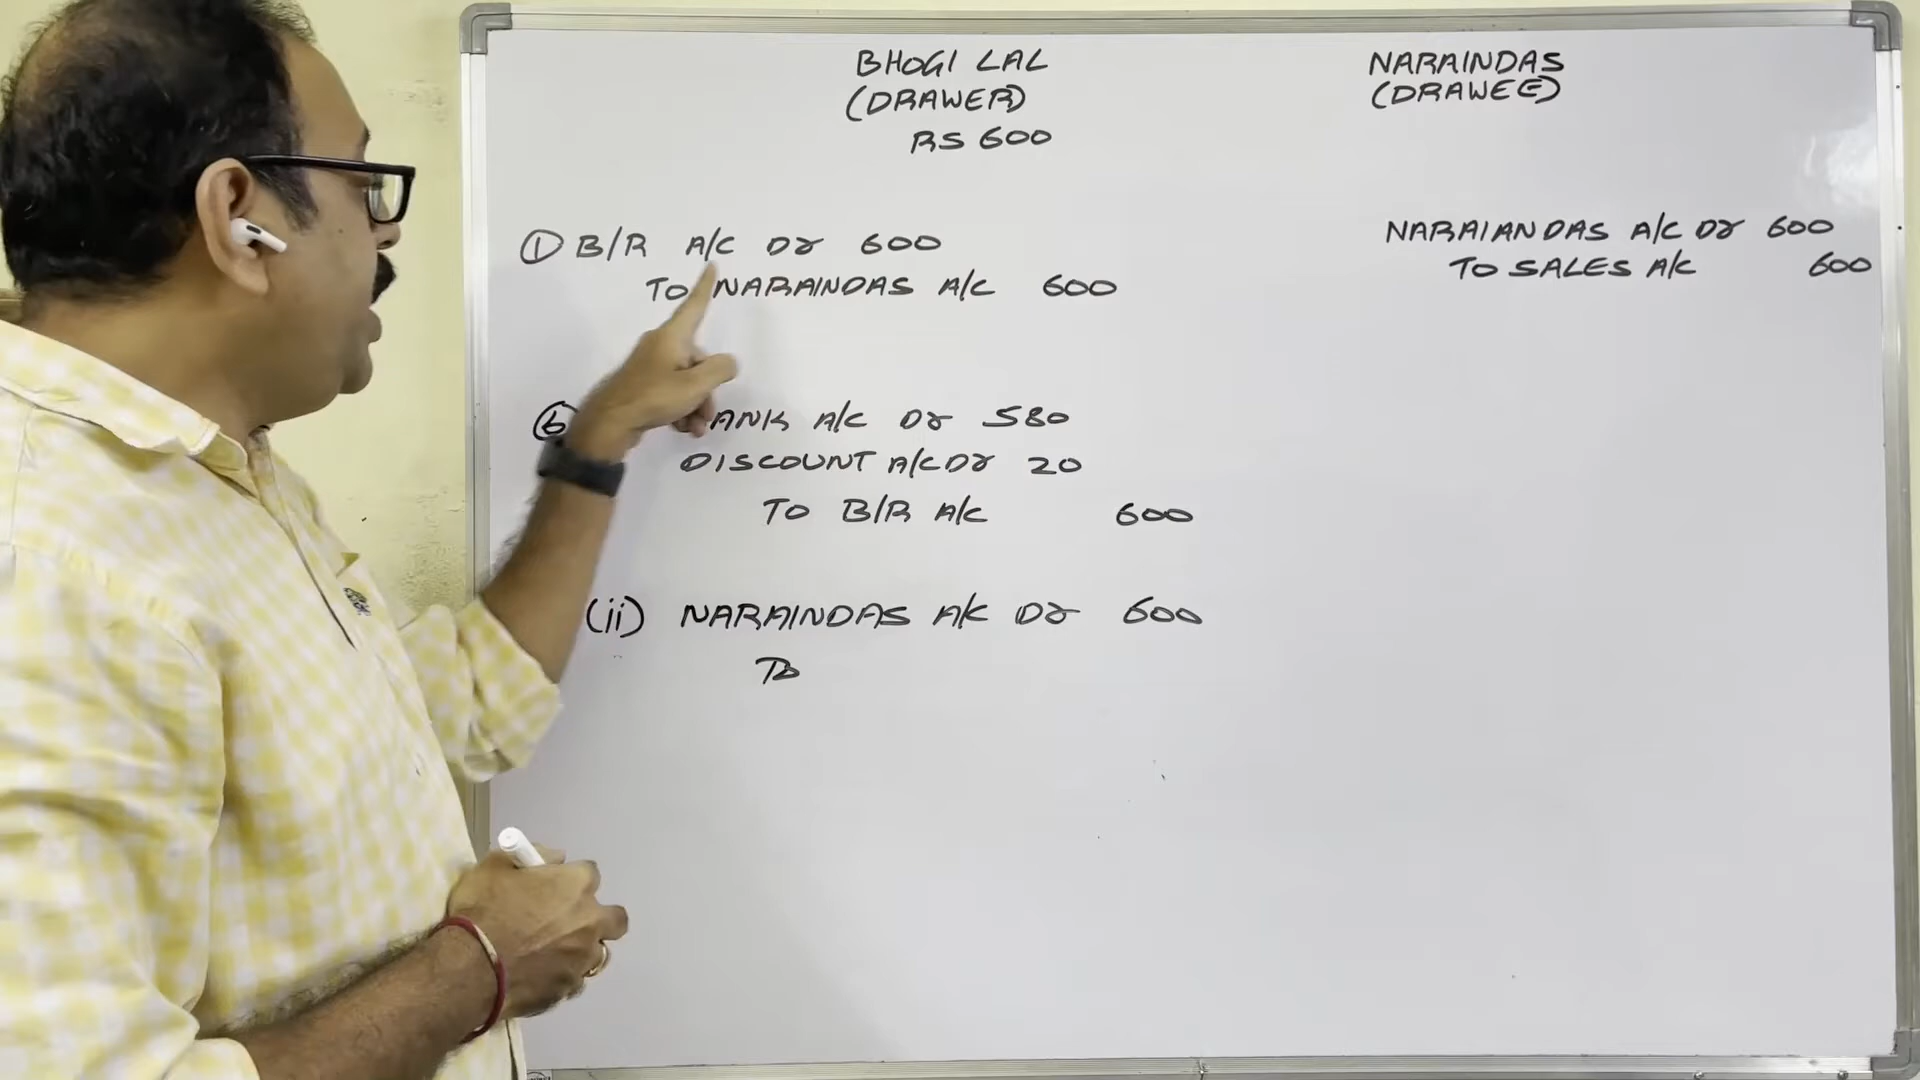 BHOGI LAL
(DRAWER)
RS 600
NARAINDAS
(DRAWEE)
① B/R A/C Dr 600
TO NARAINDAS A/C 600
NARAIANDAS A/C Dr 600
TO SALES A/C 600
ⓑ ANK A/C Dr 580
DISCOUNT A/C Dr 20
TO B/R A/C 600
(ii) NARAINDAS A/C Dr 600
To